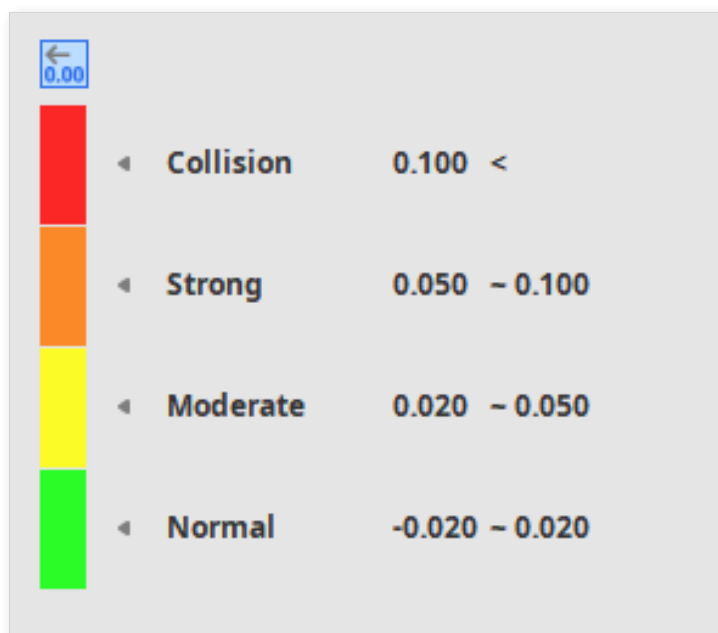 0.00
Collision 0.100 <
Strong 0.050 ~ 0.100
Moderate 0.020 ~ 0.050
Normal -0.020 ~ 0.020